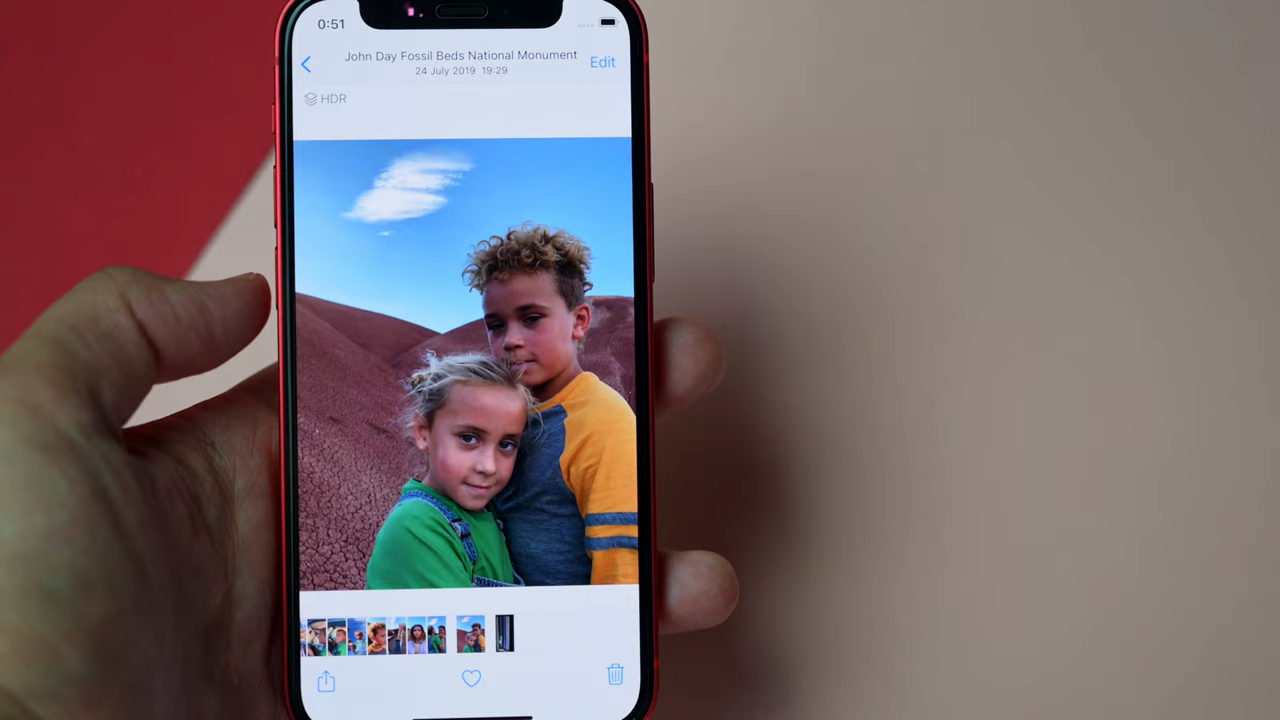 0:51
John Day Fossil Beds National Monument
Edit
24 July 2019 19:29
HDR